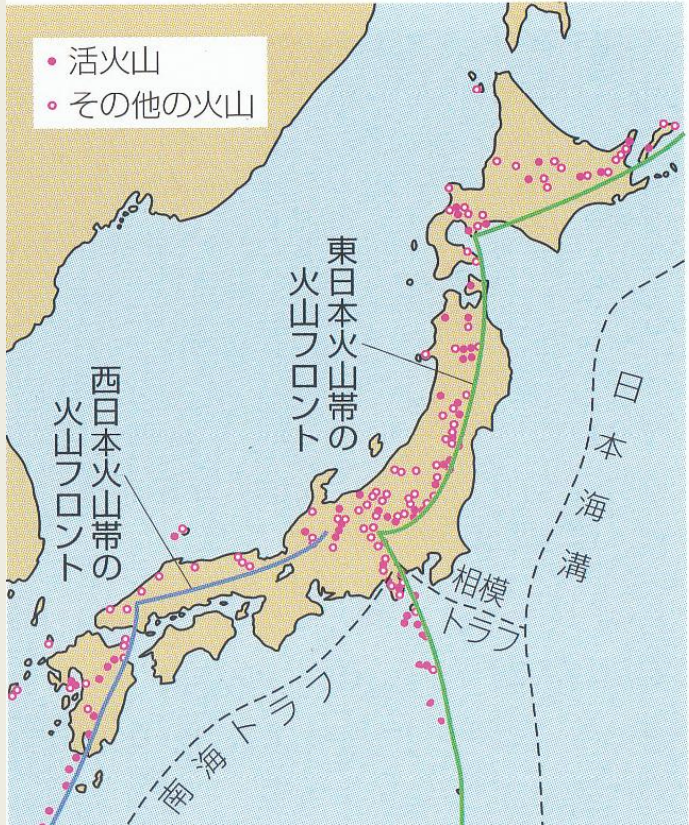 活火山
その他の火山
東日本火山帯の
火山フロント
西日本火山帯の
火山フロント
日本海溝
相模
トラフ
南海トラフ